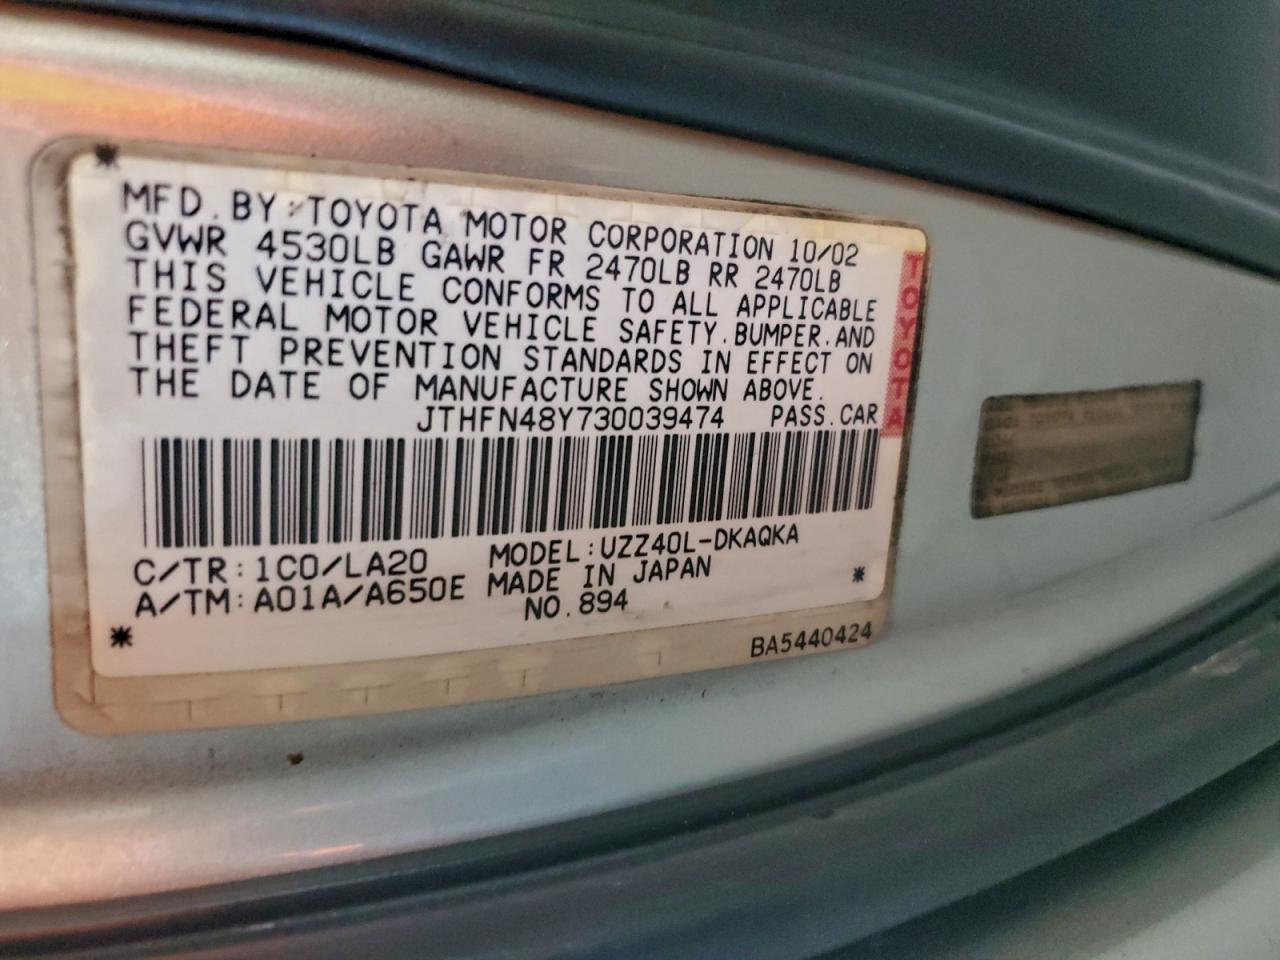 MFD. BY: TOYOTA MOTOR CORPORATION 10/02
GVWR 4530LB GAWR FR 2470LB RR 2470LB
THIS VEHICLE CONFORMS TO ALL APPLICABLE
FEDERAL MOTOR VEHICLE SAFETY. BUMPER. AND
THEFT PREVENTION STANDARDS IN EFFECT ON
THE DATE OF MANUFACTURE SHOWN ABOVE.
JTHFN48Y730039474 PASS. CAR
TOYOTA
C/TR: 1C0/LA20 MODEL: UZZ40L-DKAQKA
A/TM: A01A/A650E MADE IN JAPAN
NO. 894
BA5440424